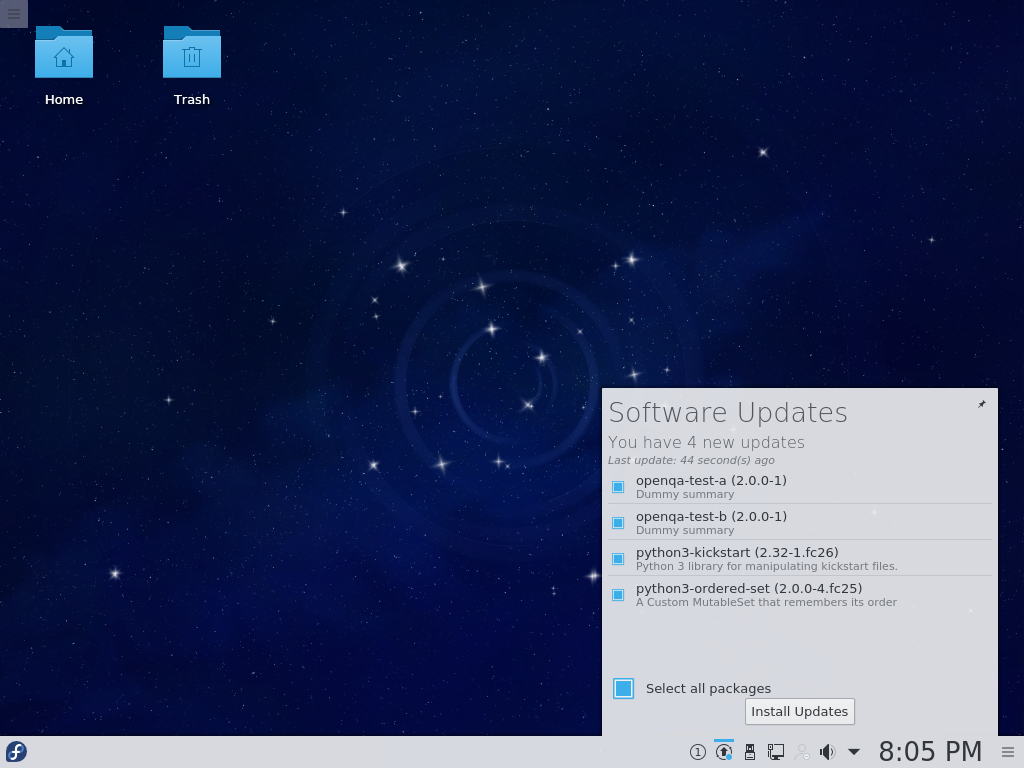 Home
Trash
Software Updates
You have 4 new updates
Last update: 44 second(s) ago
openqa-test-a (2.0.0-1)
Dummy summary
openqa-test-b (2.0.0-1)
Dummy summary
python3-kickstart (2.32-1.fc26)
Python 3 library for manipulating kickstart files.
python3-ordered-set (2.0.0-4.fc25)
A Custom MutableSet that remembers its order
Select all packages
Install Updates
1
8:05 PM